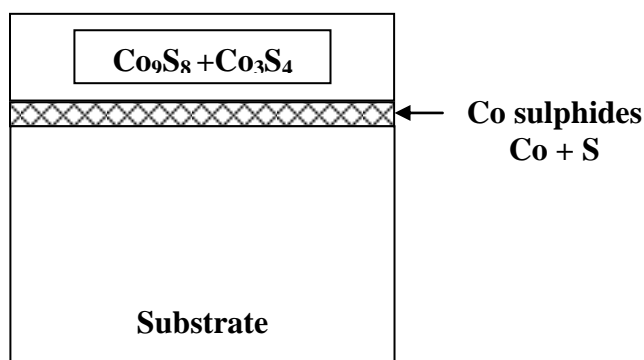 Co₉S₈ +Co₃S₄
Co sulphides
Co + S
Substrate